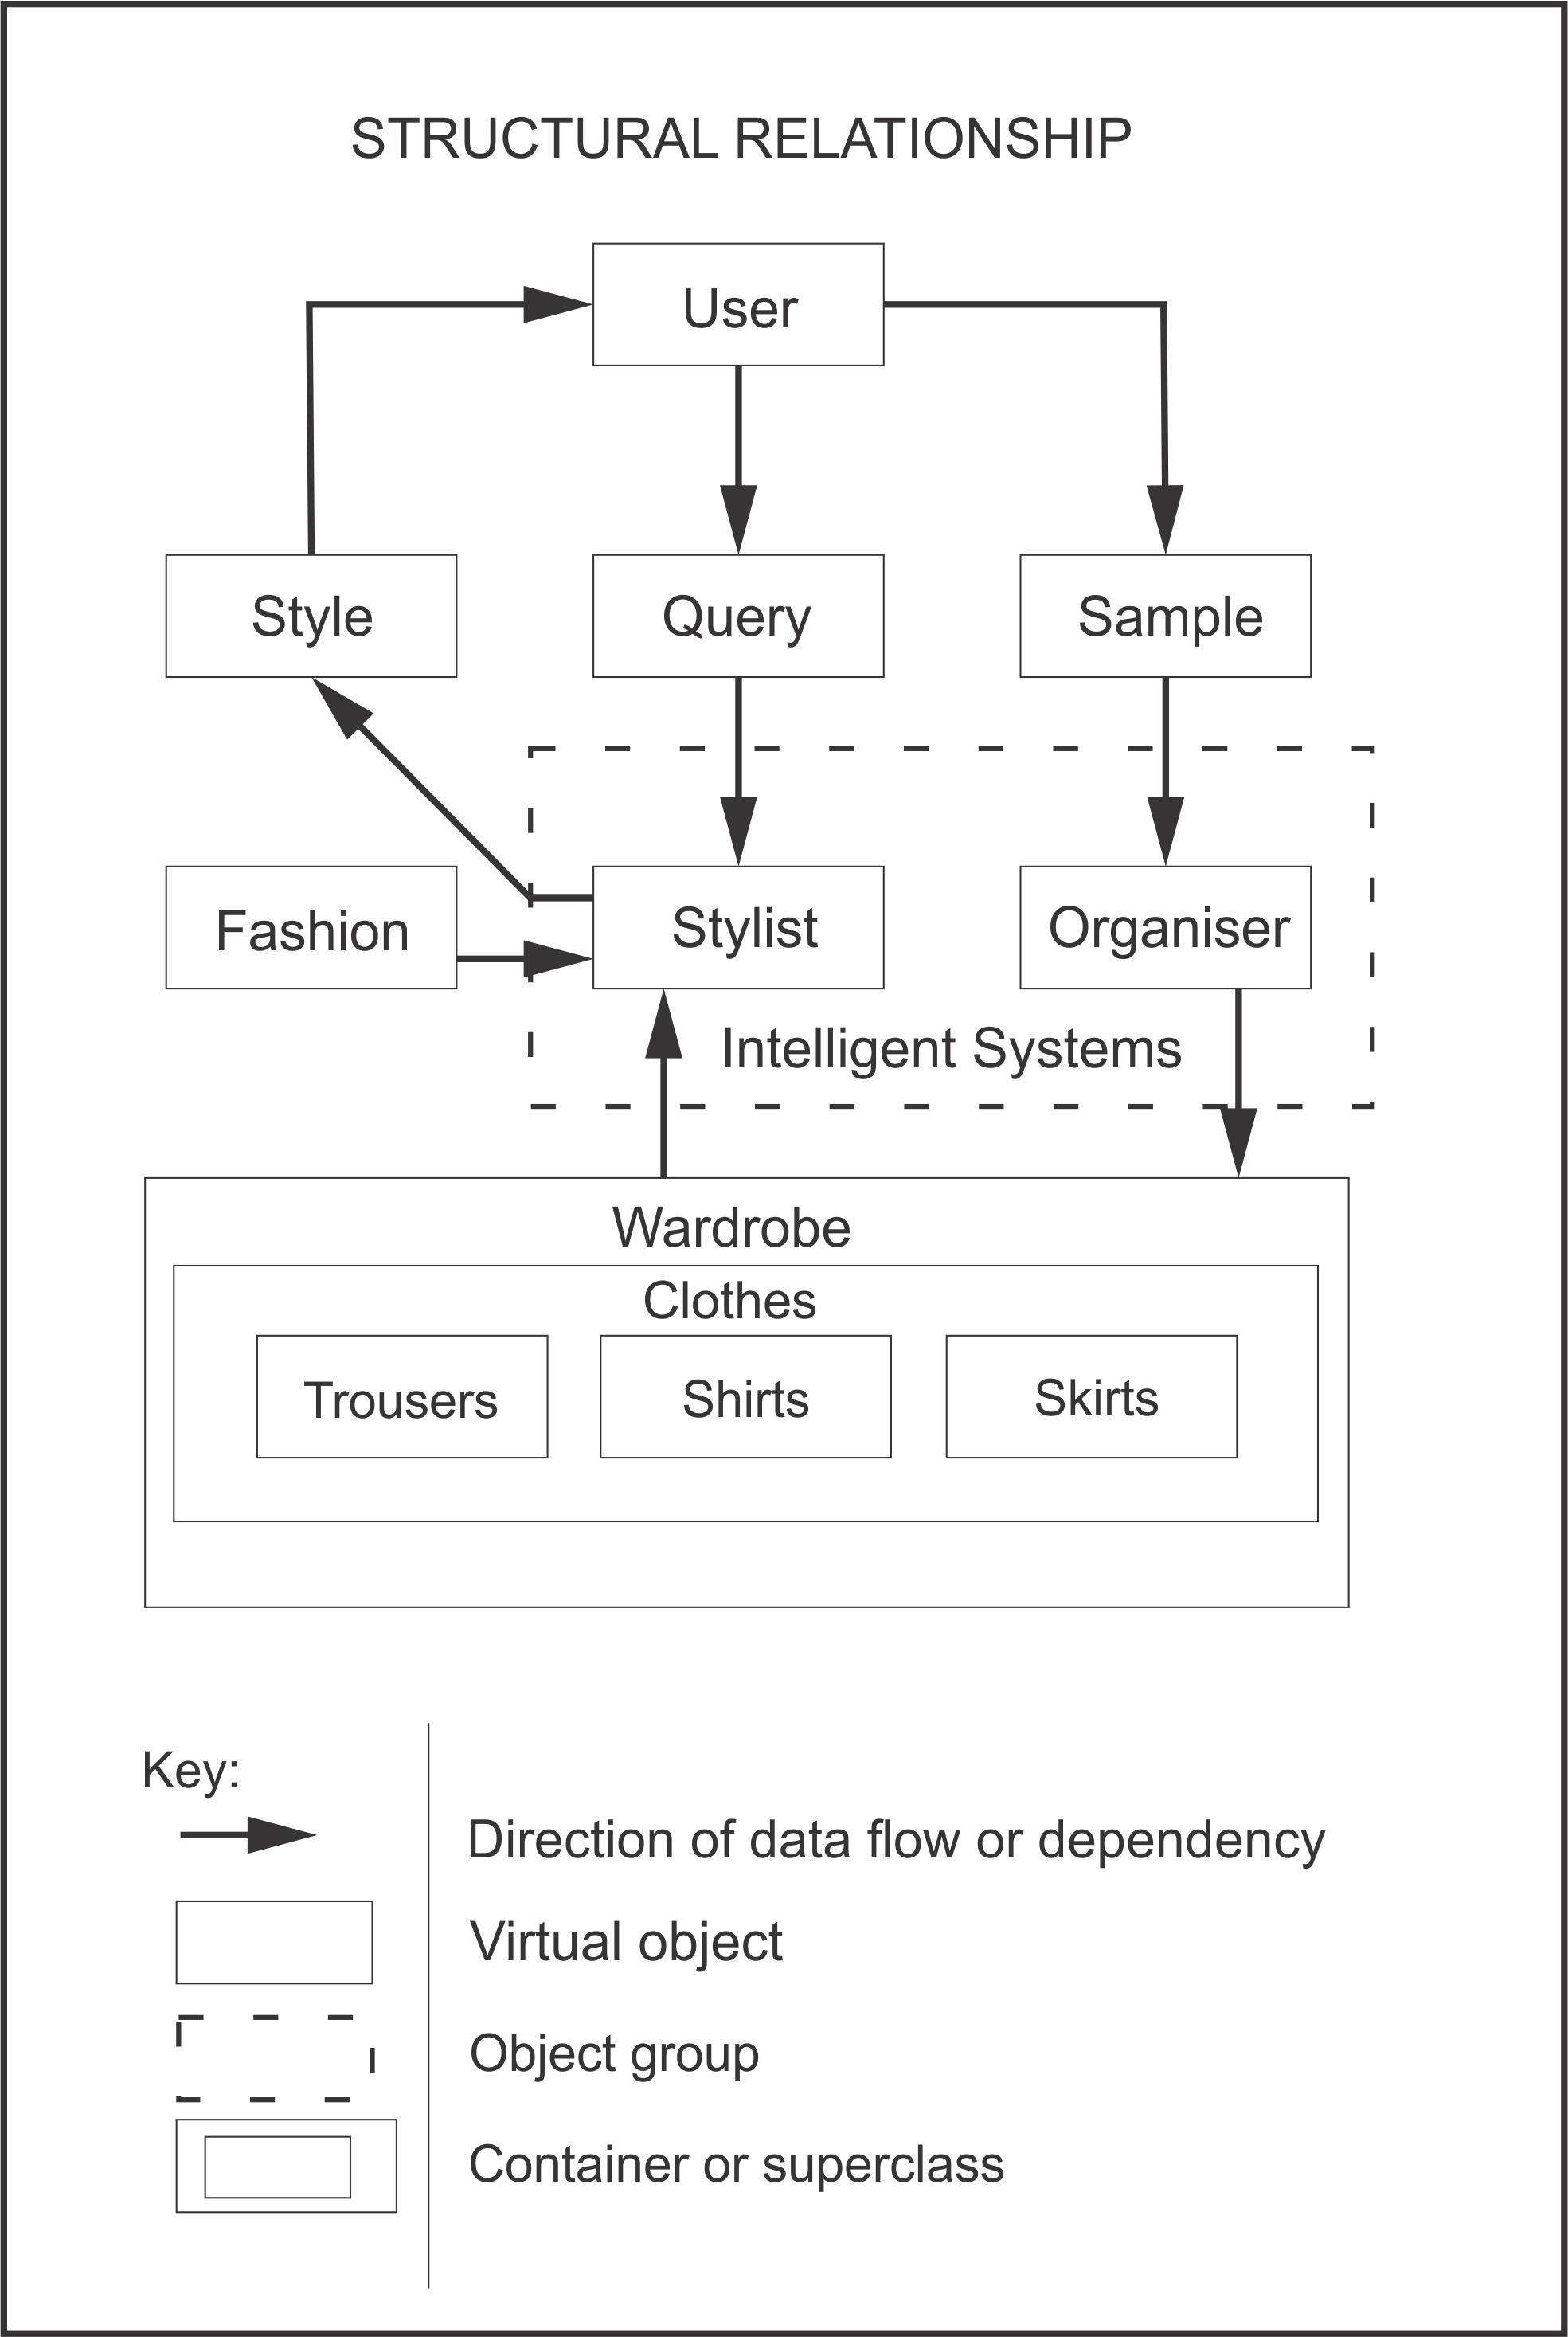 STRUCTURAL RELATIONSHIP
User
Style
Query
Sample
Fashion
Stylist
Organiser
Intelligent Systems
Wardrobe
Clothes
Trousers
Shirts
Skirts
Key:
Direction of data flow or dependency
Virtual object
Object group
Container or superclass